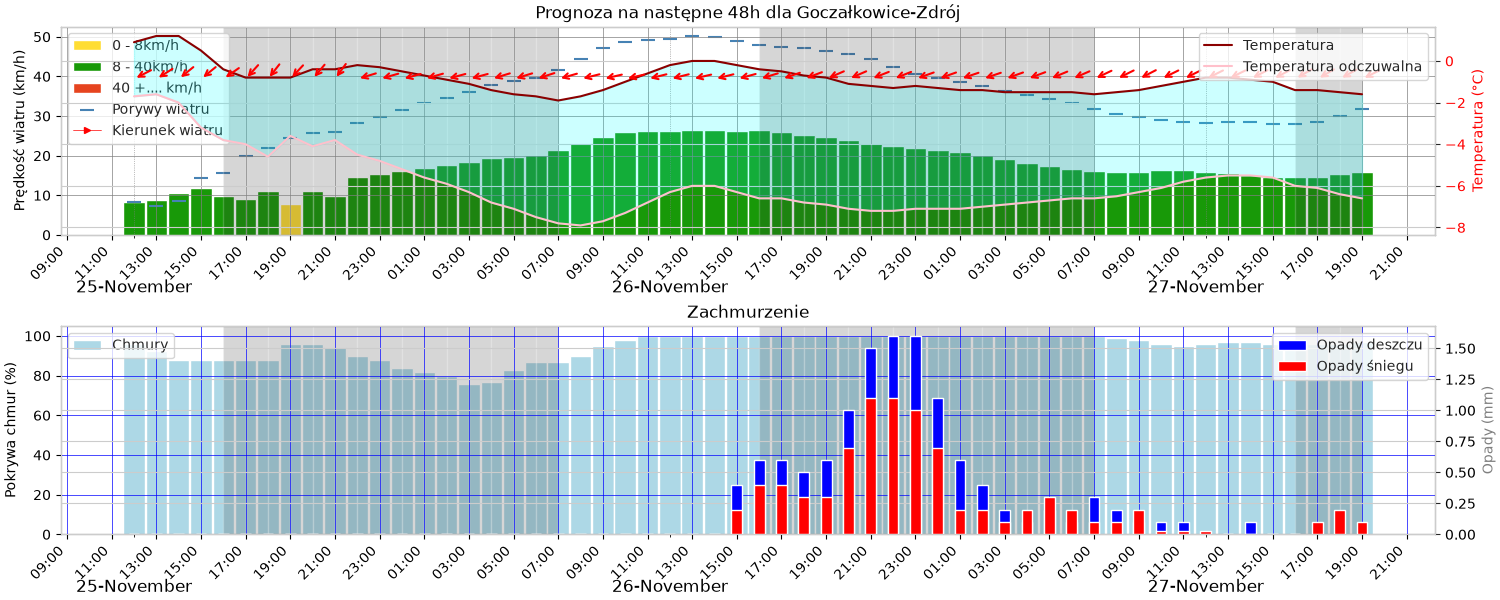 Prognoza na następne 48h dla Goczałkowice-Zdrój
Prędkość wiatru (km/h)
50
40
30
20
10
0
0 - 8km/h
8 - 40km/h
40 +.... km/h
Porywy wiatru
Kierunek wiatru
Temperatura
Temperatura odczuwalna
0
−2
−4
−6
−8
Temperatura (°C)
09:00 11:00 13:00 15:00 17:00 19:00 21:00 23:00 01:00 03:00 05:00 07:00 09:00 11:00 13:00 15:00 17:00 19:00 21:00 23:00 01:00 03:00 05:00 07:00 09:00 11:00 13:00 15:00 17:00 19:00 21:00
25-November 26-November 27-November
Zachmurzenie
Pokrywa chmur (%)
100
80
60
40
20
0
Chmury
Opady deszczu
Opady śniegu
1.50
1.25
1.00
0.75
0.50
0.25
0.00
Opady (mm)
09:00 11:00 13:00 15:00 17:00 19:00 21:00 23:00 01:00 03:00 05:00 07:00 09:00 11:00 13:00 15:00 17:00 19:00 21:00 23:00 01:00 03:00 05:00 07:00 09:00 11:00 13:00 15:00 17:00 19:00 21:00
25-November 26-November 27-November